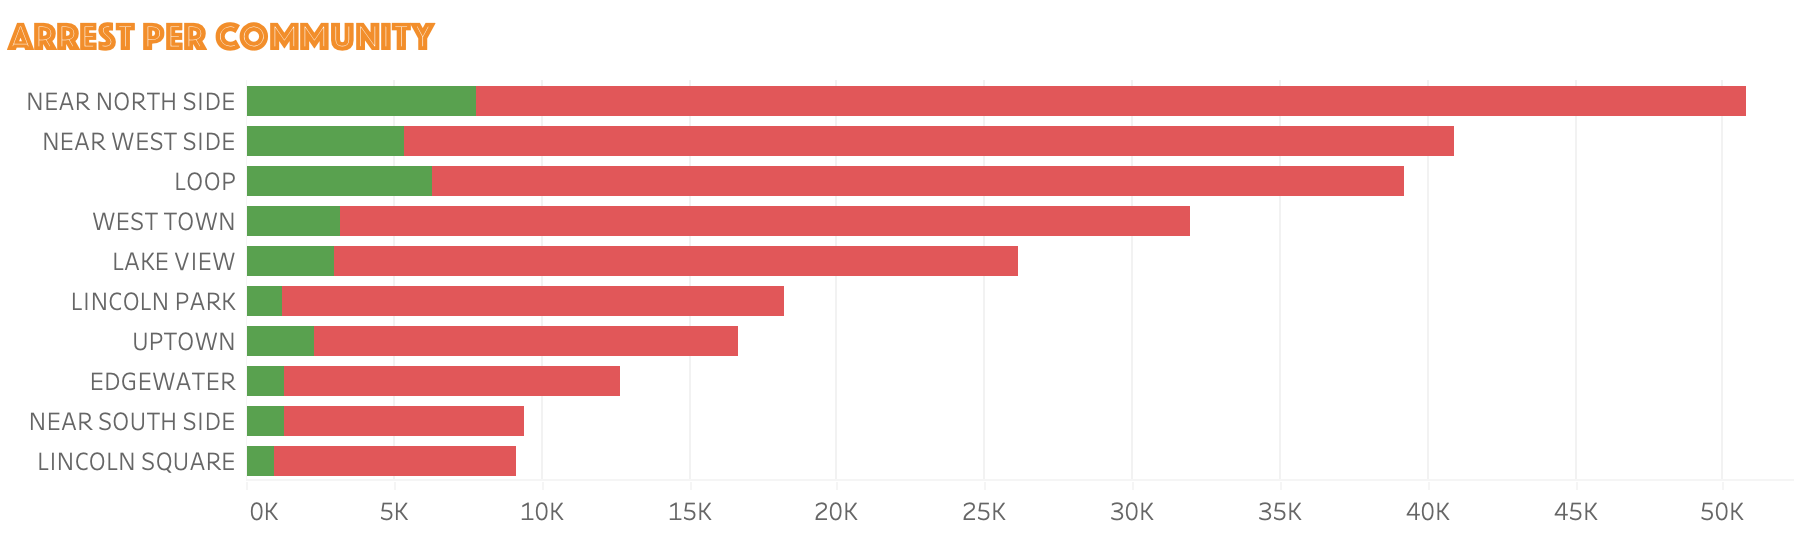 ARREST PER COMMUNITY
NEAR NORTH SIDE
NEAR WEST SIDE
LOOP
WEST TOWN
LAKE VIEW
LINCOLN PARK
UPTOWN
EDGEWATER
NEAR SOUTH SIDE
LINCOLN SQUARE
0K 5K 10K 15K 20K 25K 30K 35K 40K 45K 50K